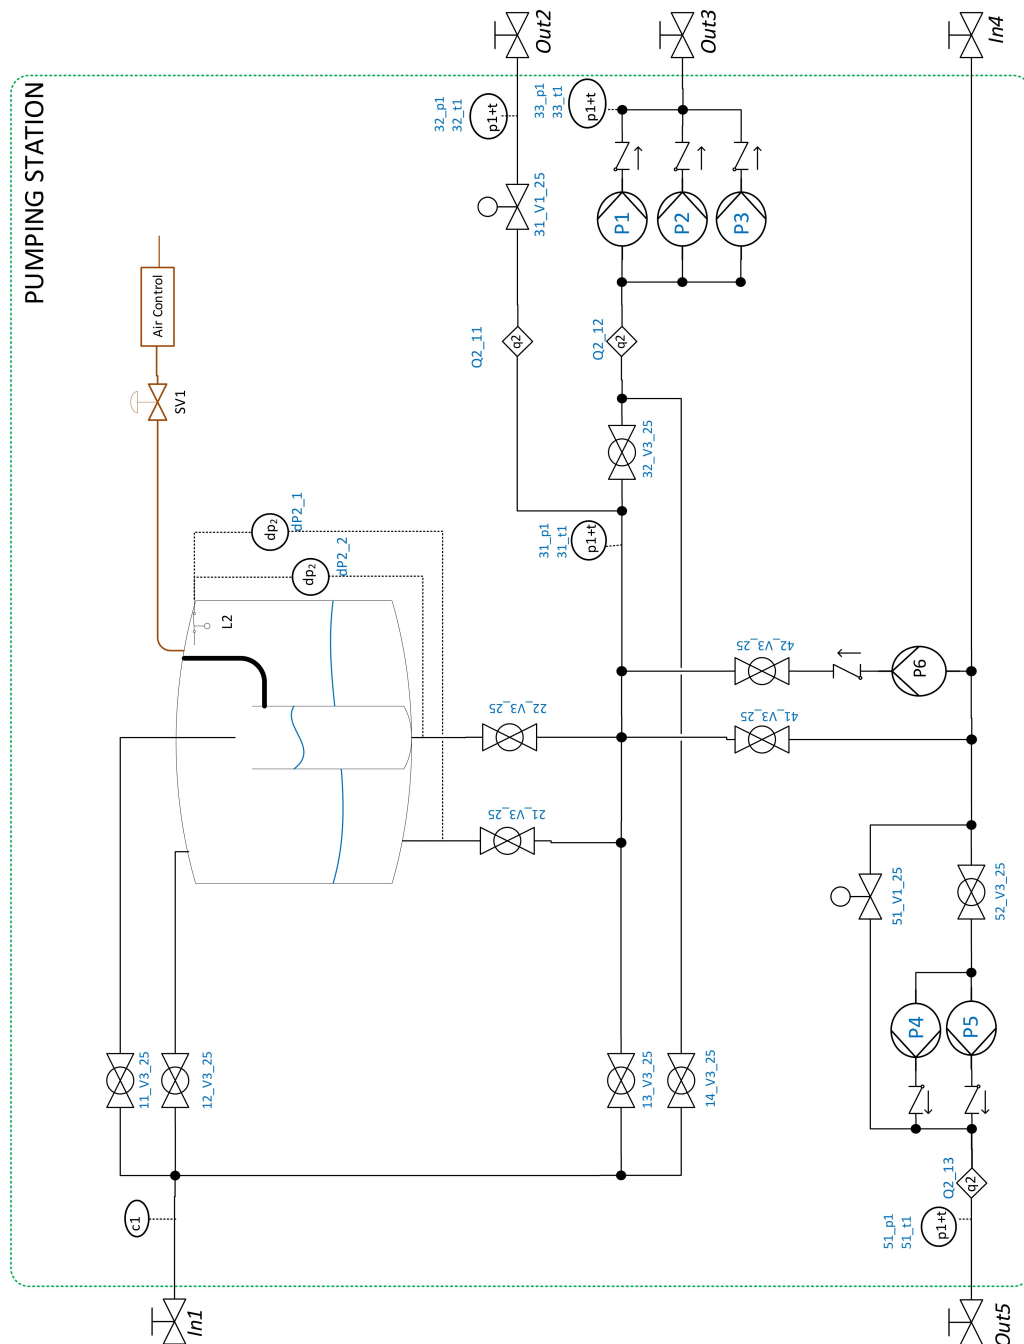 PUMPING STATION
Out2
Out3
In4
32_p1
32_t1
p1+t
33_p1
33_t1
p1+t
31_V1_25
P1
P2
P3
Air Control
SV1
Q2_11
q2
Q2_12
q2
32_V3_25
dp2
dP2_1
dp2
dP2_2
31_p1
31_t1
p1+t
L2
22_V3_25
21_V3_25
42_V3_25
41_V3_25
P6
51_V1_25
52_V3_25
P4
P5
11_V3_25
12_V3_25
13_V3_25
14_V3_25
Q2_13
q2
c1
51_p1
51_t1
p1+t
In1
Out5